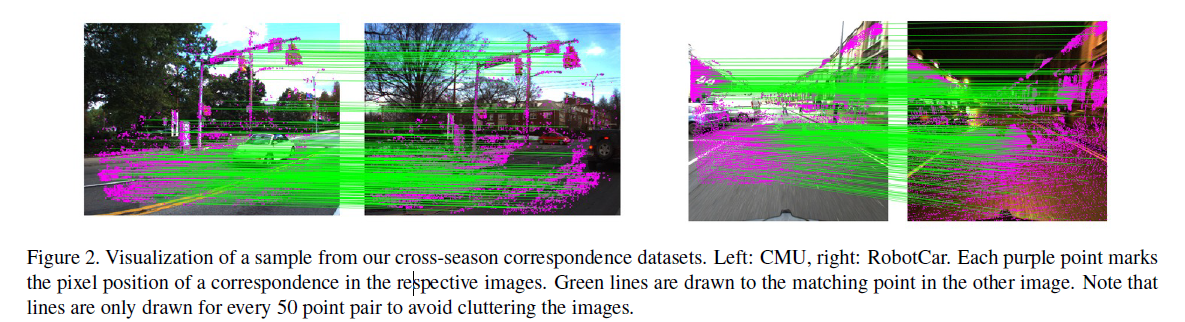 Figure 2. Visualization of a sample from our cross-season correspondence datasets. Left: CMU, right: RobotCar. Each purple point marks
the pixel position of a correspondence in the respective images. Green lines are drawn to the matching point in the other image. Note that
lines are only drawn for every 50 point pair to avoid cluttering the images.